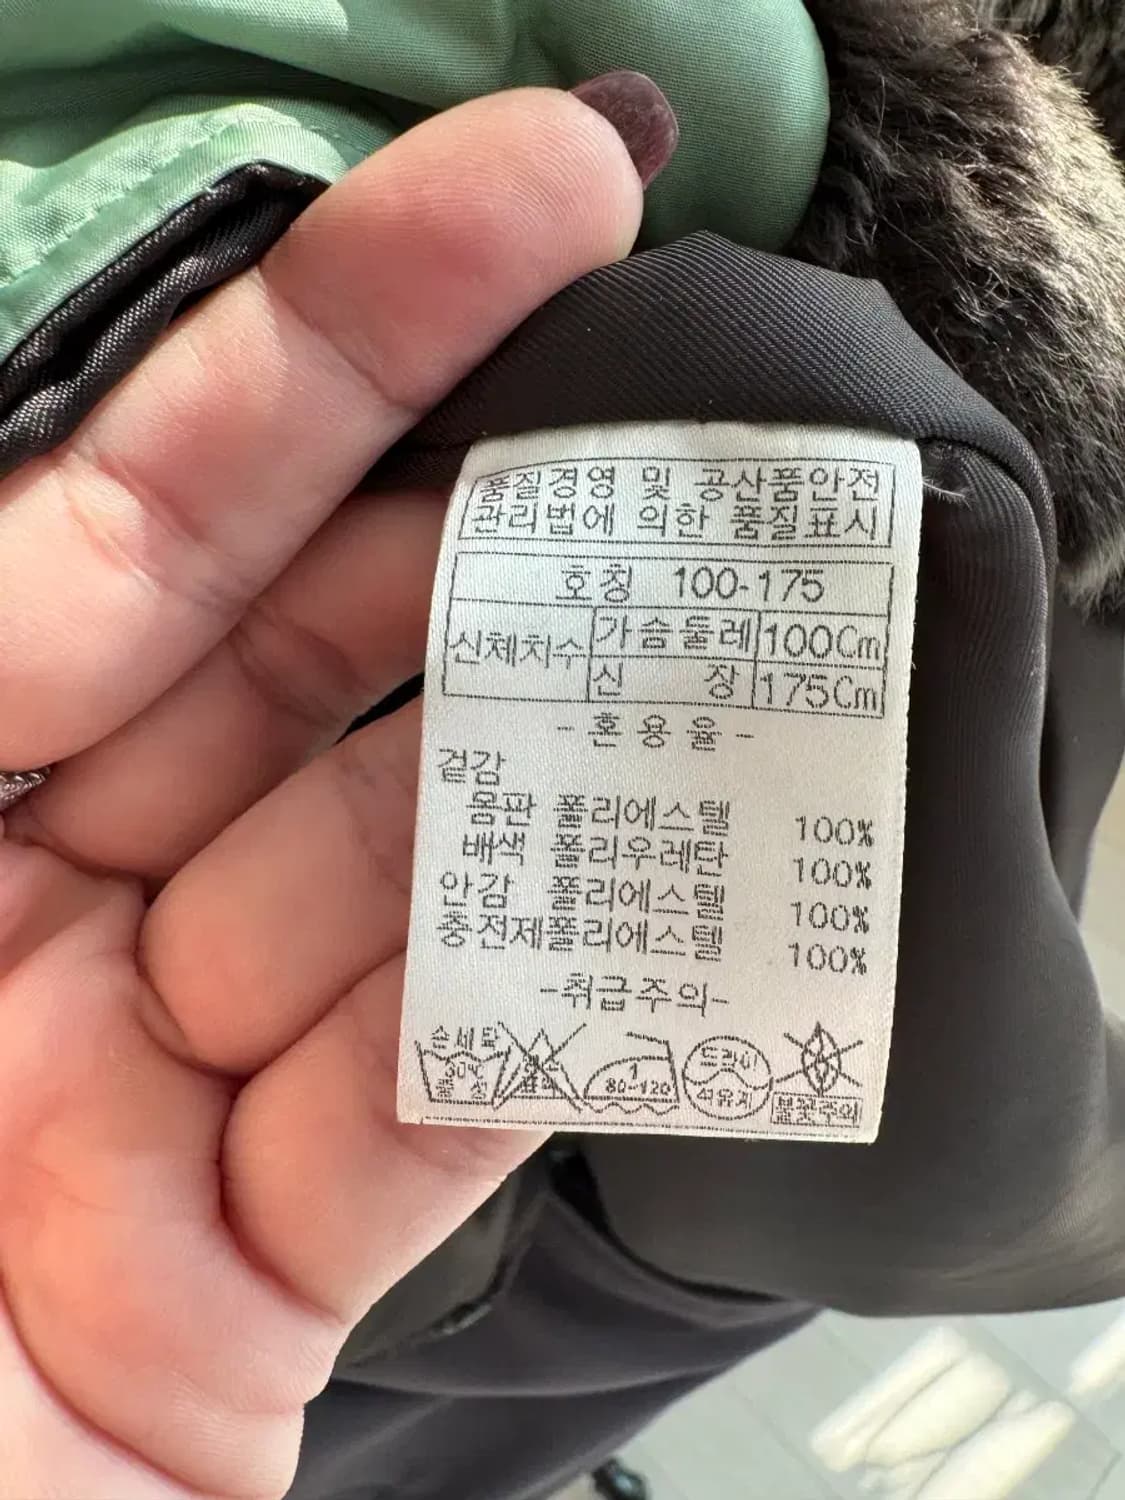 품질경영 및 공산품안전
관리법에 의한 품질표시
호칭 100-175
신체치수 가슴둘레 100Cm
신 장 175Cm
-혼용율-
겉감
몸판 폴리에스텔 100%
배색 폴리우레탄 100%
안감 폴리에스텔 100%
충전제폴리에스텔 100%
-취급주의-
손세탁
30℃
중성
염소
표백
1
80-120
드라이
석유계
불꽃주의